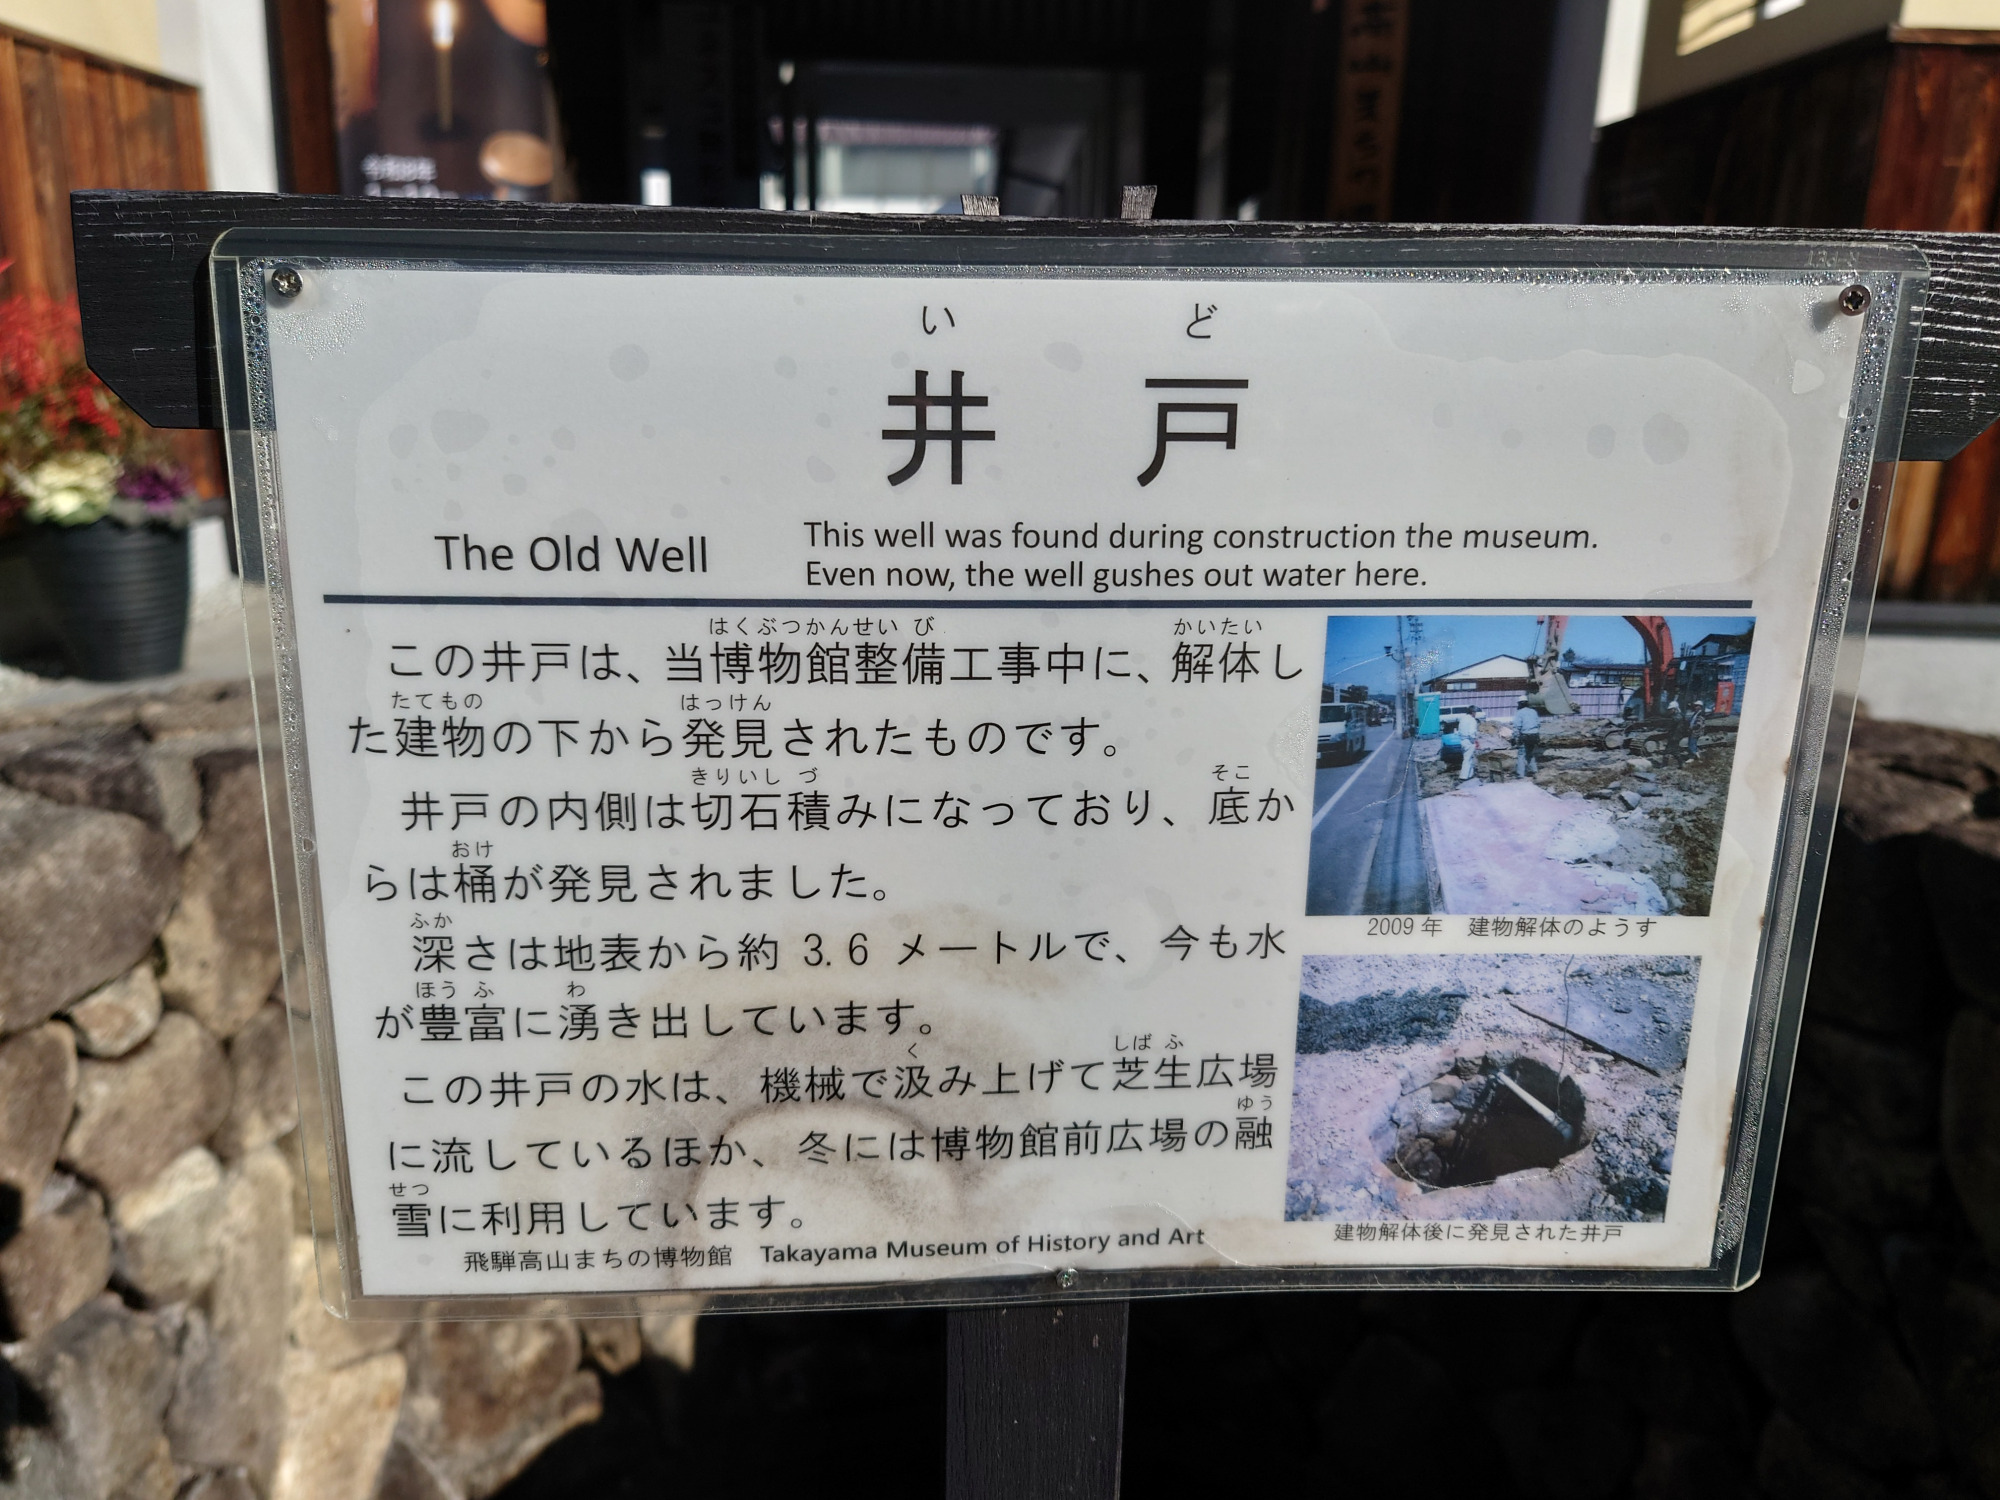 い ど
井 戸
The Old Well
This well was found during construction the museum.
Even now, the well gushes out water here.
はくぶつかんせい び かいたい
この井戸は、当博物館整備工事中に、解体し
たてもの はっけん
た建物の下から発見されたものです。
きりいし づ そこ
井戸の内側は切石積みになっており、底か
おけ
らは桶が発見されました。
ふか
深さは地表から約 3.6 メートルで、今も水
ほう ふ わ
が豊富に湧き出しています。
く しば ふ
この井戸の水は、機械で汲み上げて芝生広場
ゆう
に流しているほか、冬には博物館前広場の融
せつ
雪に利用しています。
飛騨高山まちの博物館 Takayama Museum of History and Art
2009年 建物解体のようす
建物解体後に発見された井戸